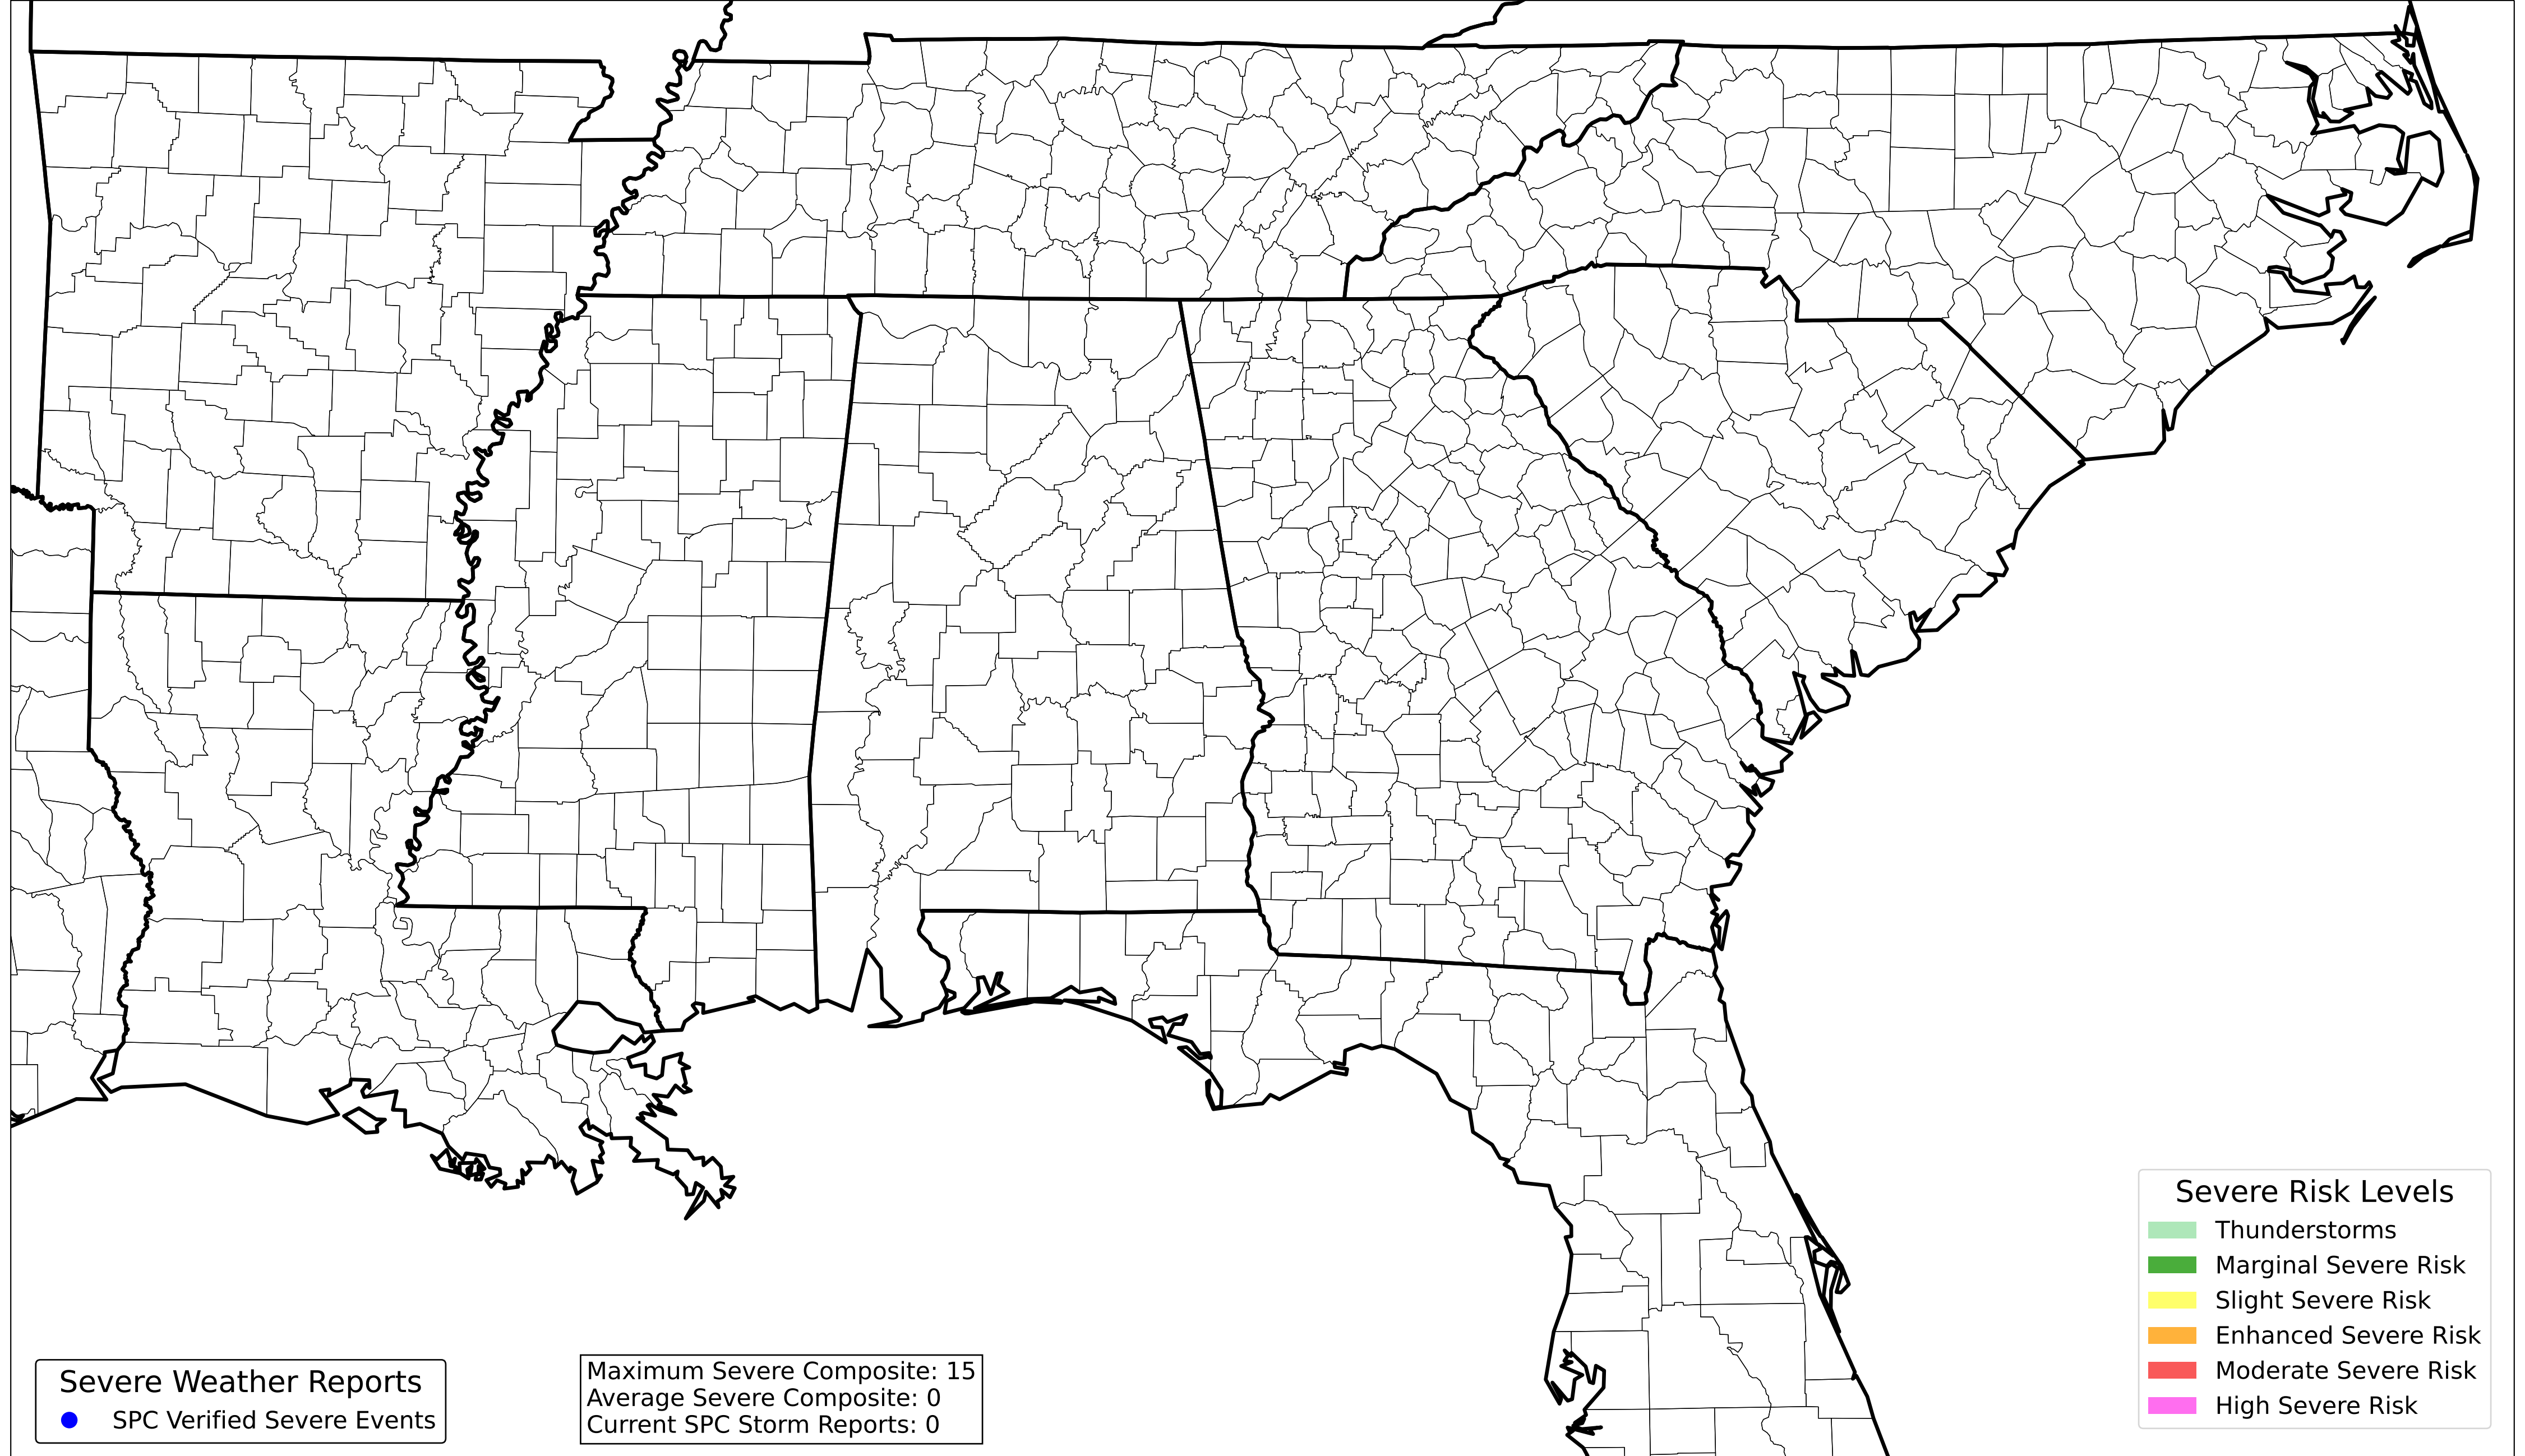 Severe Weather Reports
SPC Verified Severe Events
Maximum Severe Composite: 15
Average Severe Composite: 0
Current SPC Storm Reports: 0
Severe Risk Levels
Thunderstorms
Marginal Severe Risk
Slight Severe Risk
Enhanced Severe Risk
Moderate Severe Risk
High Severe Risk